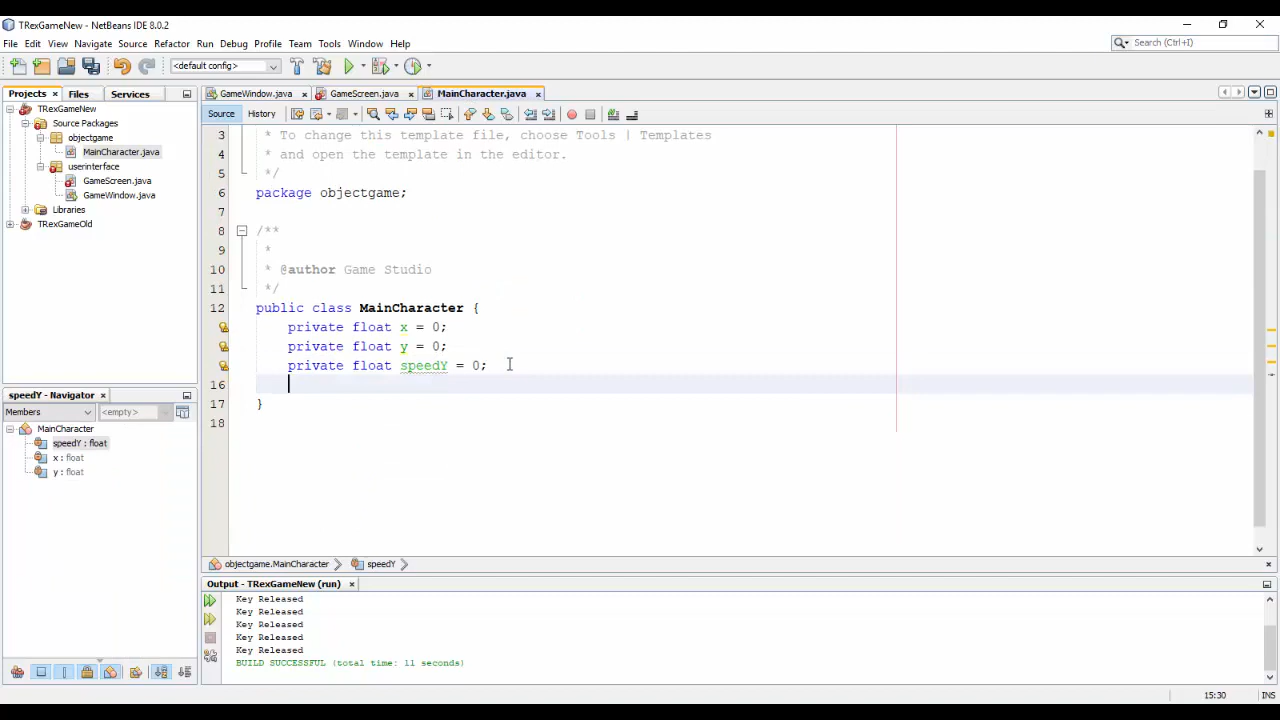 TRexGameNew - NetBeans IDE 8.0.2
File Edit View Navigate Source Refactor Run Debug Profile Team Tools Window Help
Search (Ctrl+I)
<default config>
Projects Files Services
GameWindow.java GameScreen.java MainCharacter.java
Source History
TRexGameNew
Source Packages
objectgame
MainCharacter.java
userinterface
GameScreen.java
GameWindow.java
Libraries
TRexGameOld
3 * To change this template file, choose Tools | Templates
4 * and open the template in the editor.
5 */
6 package objectgame;
7
8 /**
9 *
10 * @author Game Studio
11 */
12 public class MainCharacter {
private float x = 0;
private float y = 0;
private float speedY = 0;
16
17 }
18
speedY - Navigator
Members <empty>
MainCharacter
speedY : float
x : float
y : float
objectgame.MainCharacter speedY
Output - TRexGameNew (run)
Key Released
Key Released
Key Released
Key Released
Key Released
BUILD SUCCESSFUL (total time: 11 seconds)
15:30 INS